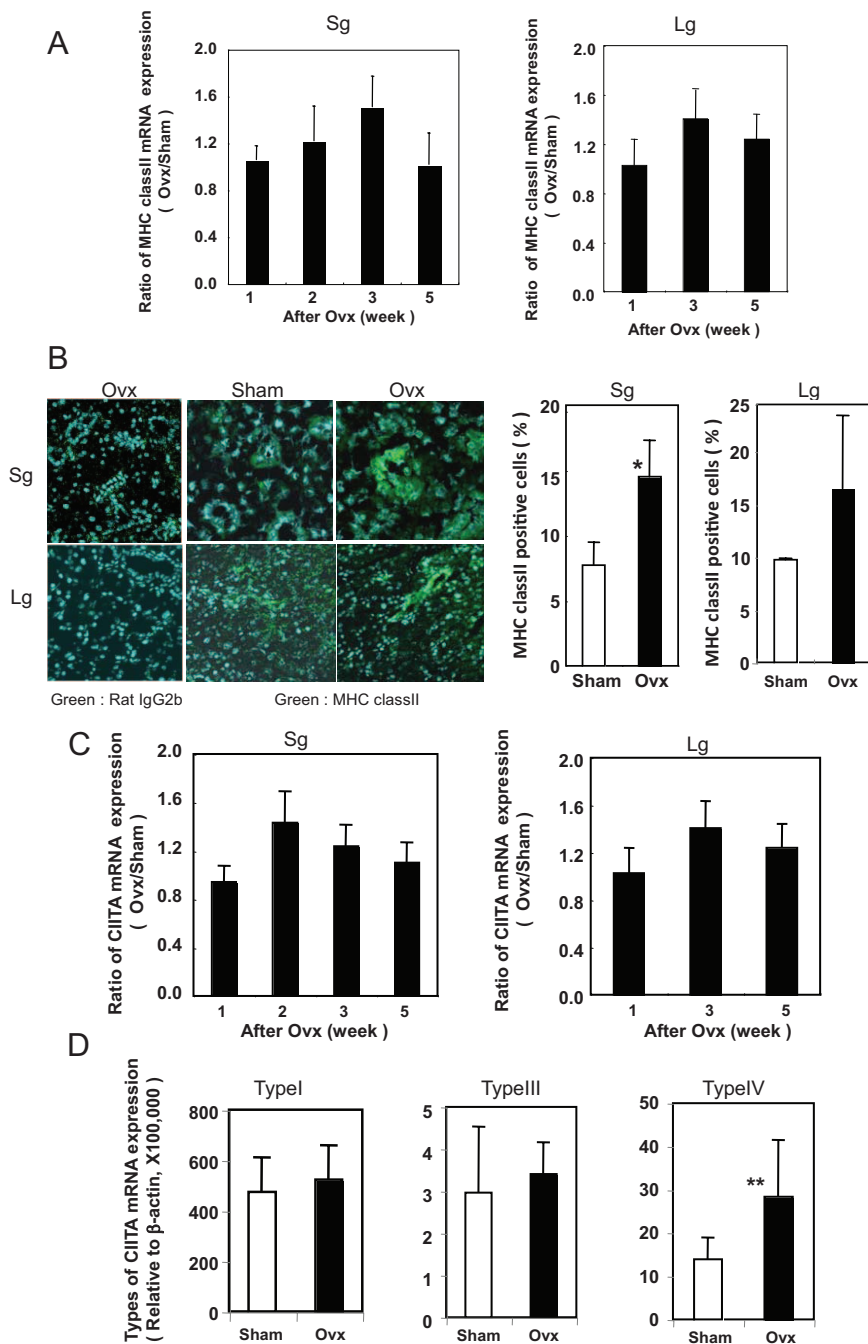 A
Sg
Lg
Ratio of MHC classII mRNA expression
( Ovx/Sham)
2.0
1.6
1.2
0.8
0.4
0.0
1 2 3 5
After Ovx (week )
Ratio of MHC classII mRNA expression
( Ovx/Sham)
2.0
1.6
1.2
0.8
0.4
0.0
1 3 5
After Ovx (week )
B
Ovx Sham Ovx
Sg
Lg
Green : Rat IgG2b
Green : MHC classII
Sg
MHC classII positive cells ( % )
20
15
10
5
0
*
Sham Ovx
Lg
MHC classII positive cells ( % )
25
20
15
10
5
0
Sham Ovx
C
Sg
Ratio of CIITA mRNA expression
( Ovx/Sham)
2.0
1.6
1.2
0.8
0.4
0.0
1 2 3 5
After Ovx (week )
Lg
Ratio of CIITA mRNA expression
( Ovx/Sham)
2.0
1.6
1.2
0.8
0.4
0.0
1 3 5
After Ovx (week )
D
Types of CIITA mRNA expression
( Relative to β-actin, X100,000 )
TypeI
800
600
400
200
0
Sham Ovx
TypeIII
5
4
3
2
1
0
Sham Ovx
TypeIV
50
40
30
20
10
0
**
Sham Ovx